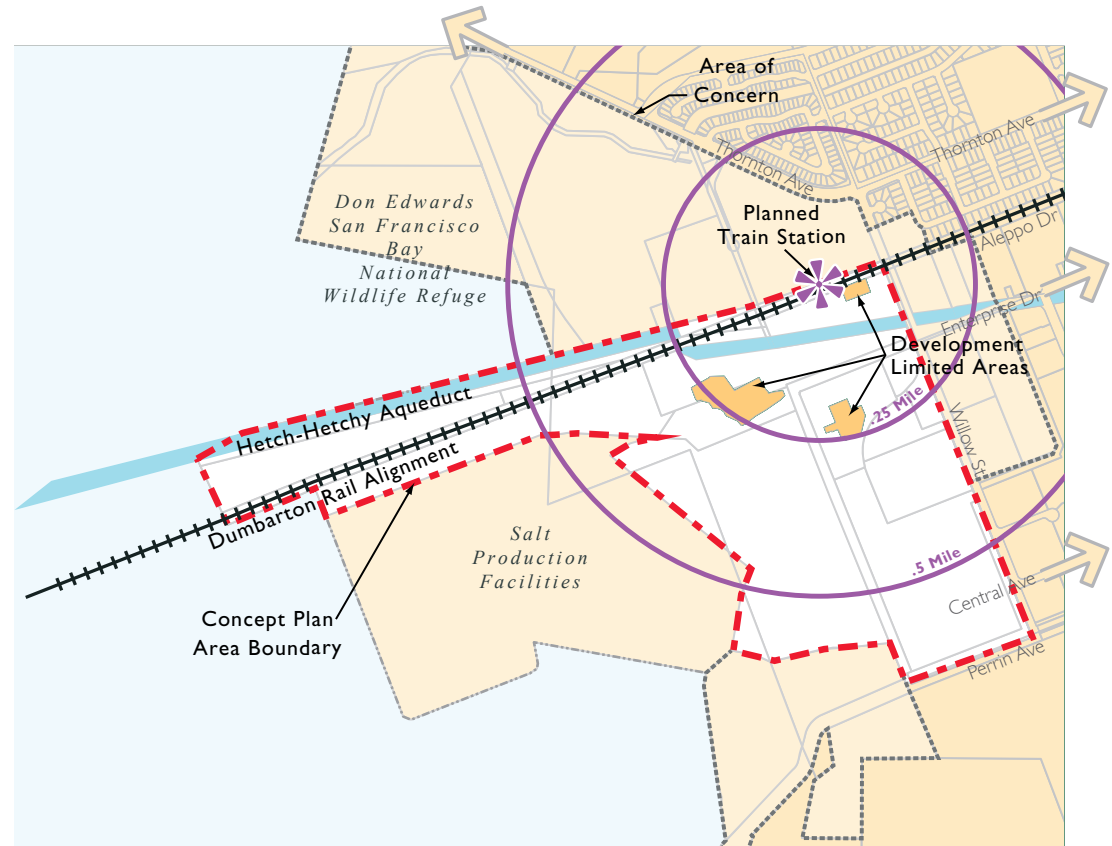 Area of
Concern
Thornton Ave
Thornton Ave
Don Edwards
San Francisco
Bay
National
Wildlife Refuge
Planned
Train Station
Aleppo Dr
Enterprise Dr
Development
Limited Areas
.25 Mile
Hetch-Hetchy Aqueduct
Willow St
Dumbarton Rail Alignment
Salt
Production
Facilities
.5 Mile
Central Ave
Concept Plan
Area Boundary
Perrin Ave